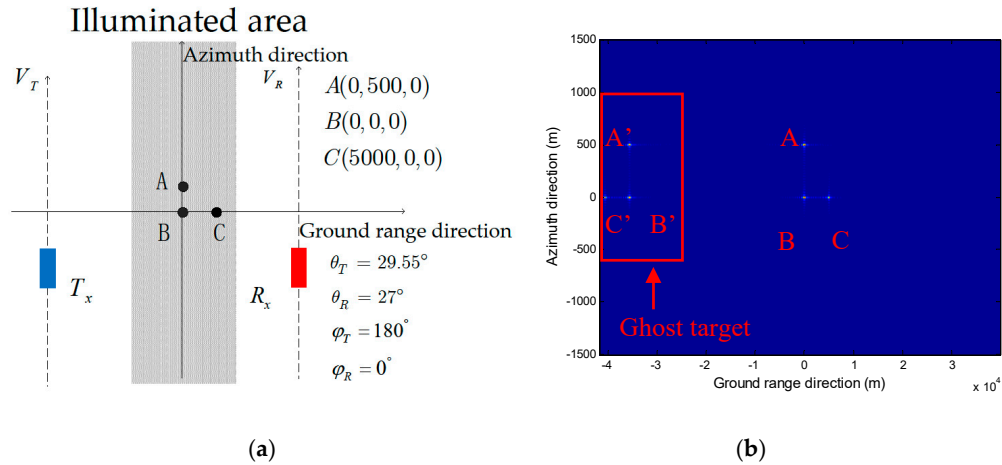 Illuminated area
Azimuth direction
V_T
V_R
A(0,500,0)
B(0,0,0)
C(5000,0,0)
A
B
C
Ground range direction
θ_T = 29.55°
θ_R = 27°
φ_T = 180°
φ_R = 0°
T_x
R_x
(a)
1500
1000
500
0
-500
-1000
-1500
Azimuth direction (m)
A'
A
C'
B'
B
C
Ghost target
-4
-3
-2
-1
0
1
2
3
x 10⁴
Ground range direction (m)
(b)